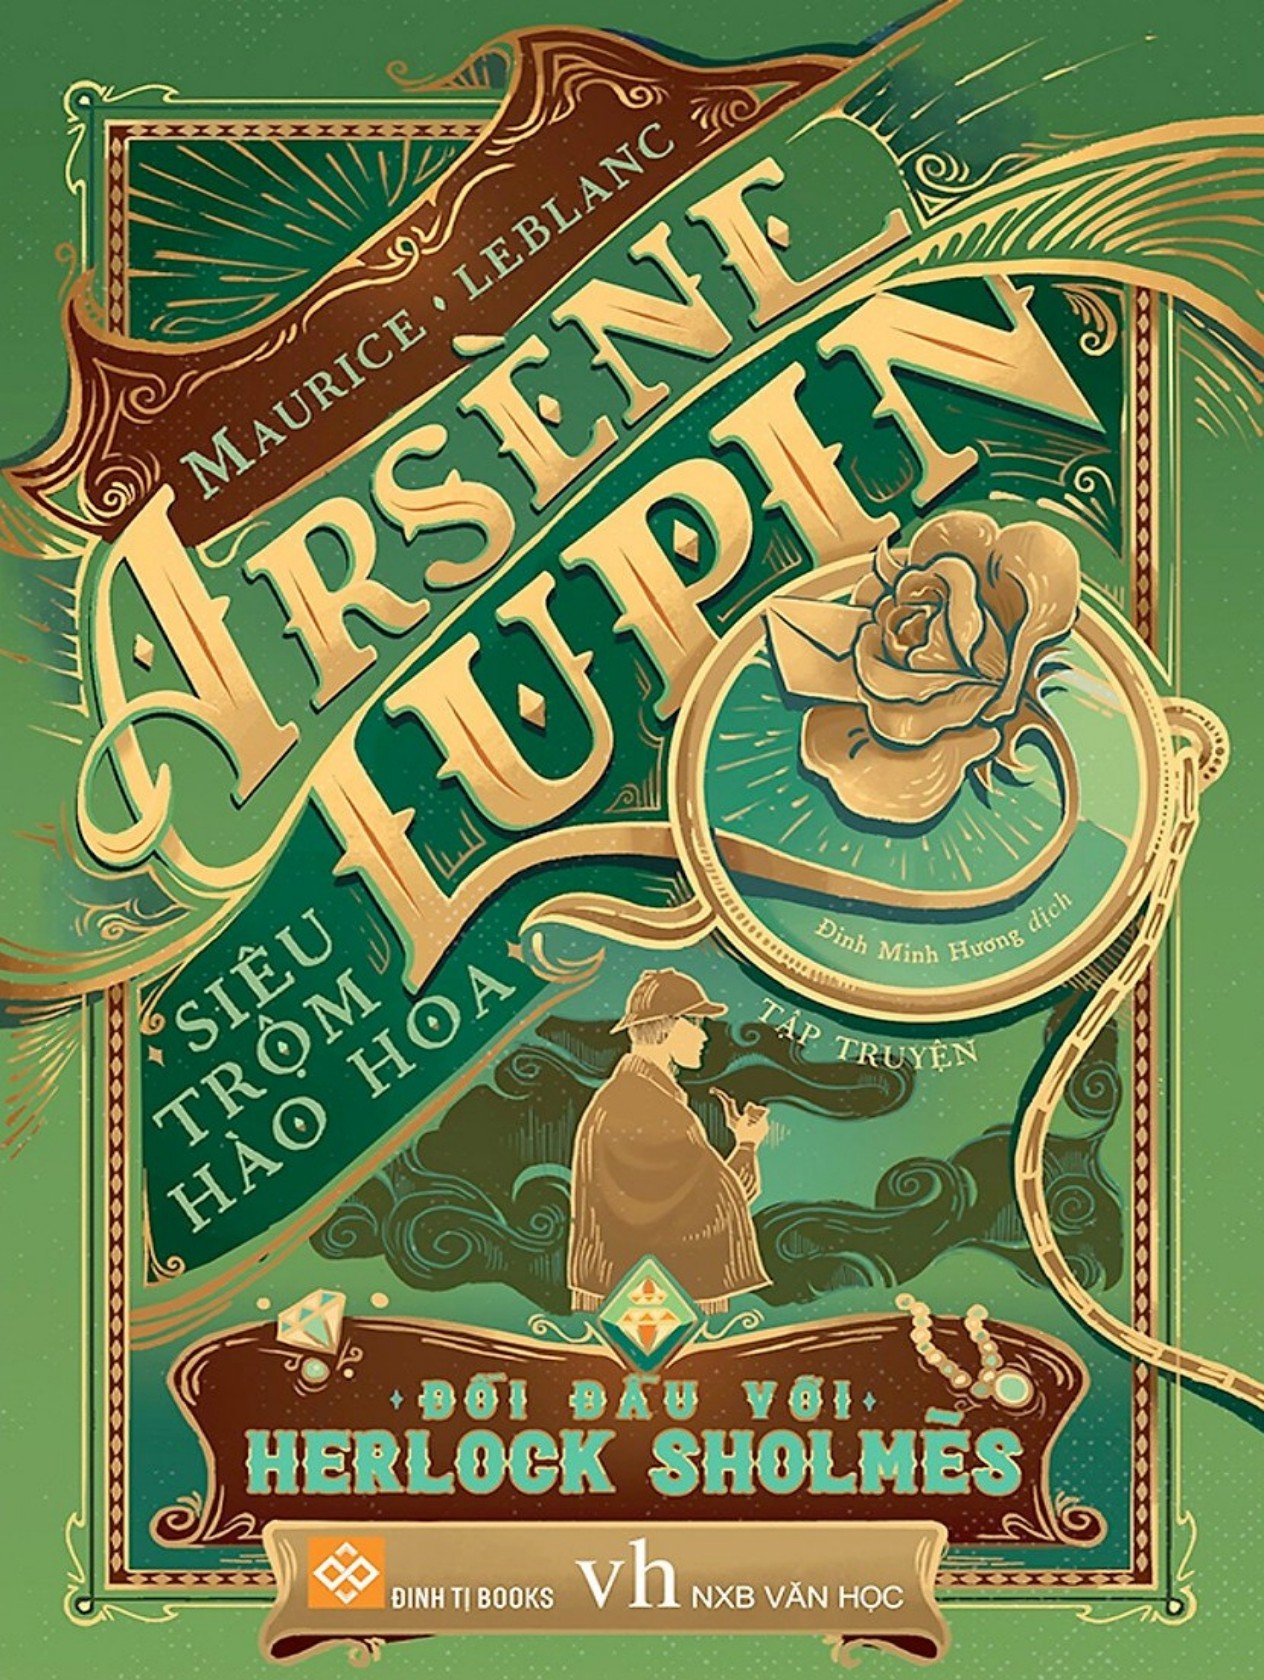 MAURICE • LEBLANC
ARSÈNE
LUPIN
SIÊU
TRỘM
HÀO HOA
Đinh Minh Hương dịch
TẬP TRUYỆN
ĐỐI ĐẦU VỚI
HERLOCK SHOLMÈS
ĐINH TỊ BOOKS
vh NXB VĂN HỌC